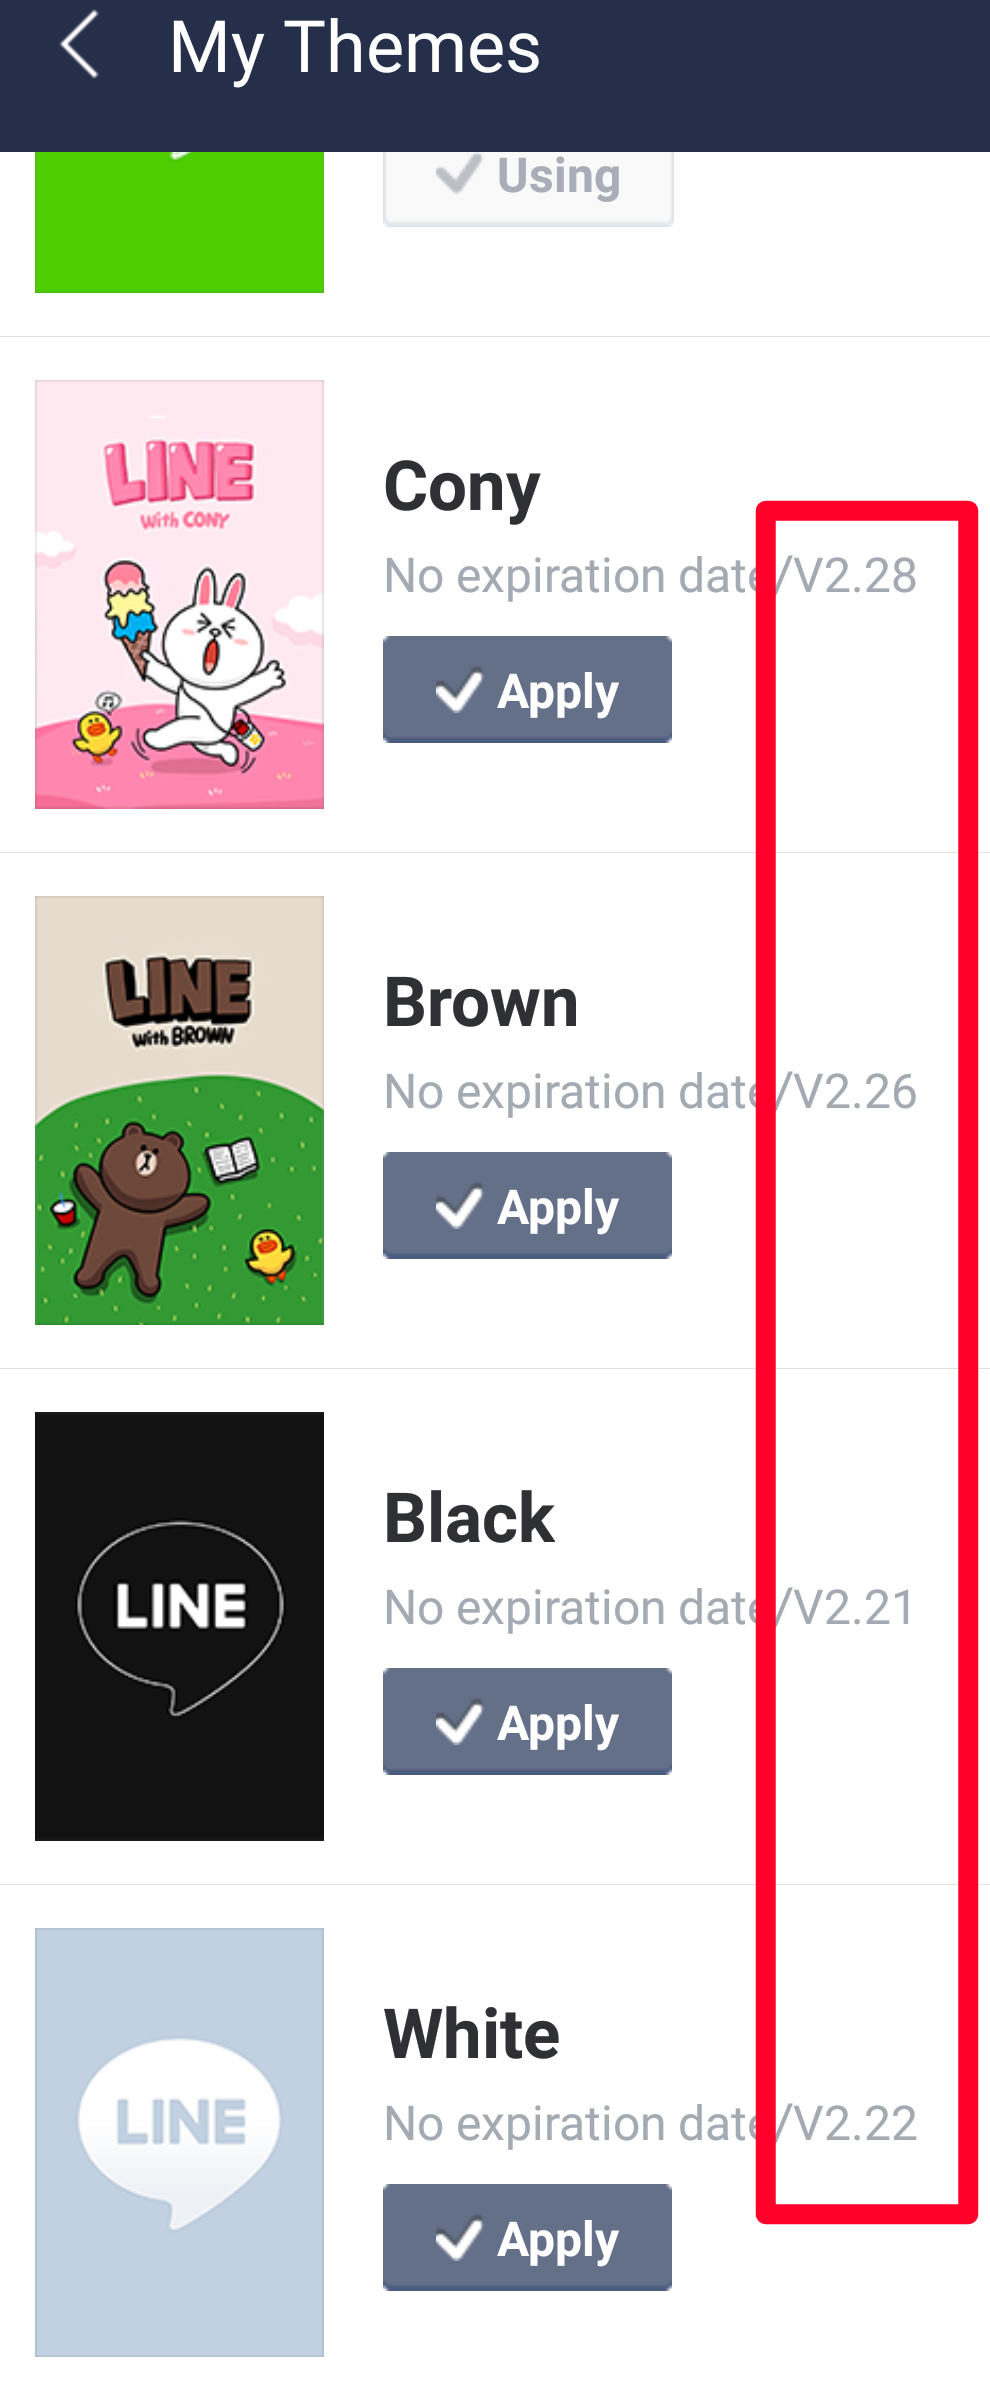 My Themes
Using
LINE
With CONY
Cony
No expiration date/V2.28
Apply
LINE
With BROWN
Brown
No expiration date/V2.26
Apply
LINE
Black
No expiration date/V2.21
Apply
LINE
White
No expiration date/V2.22
Apply